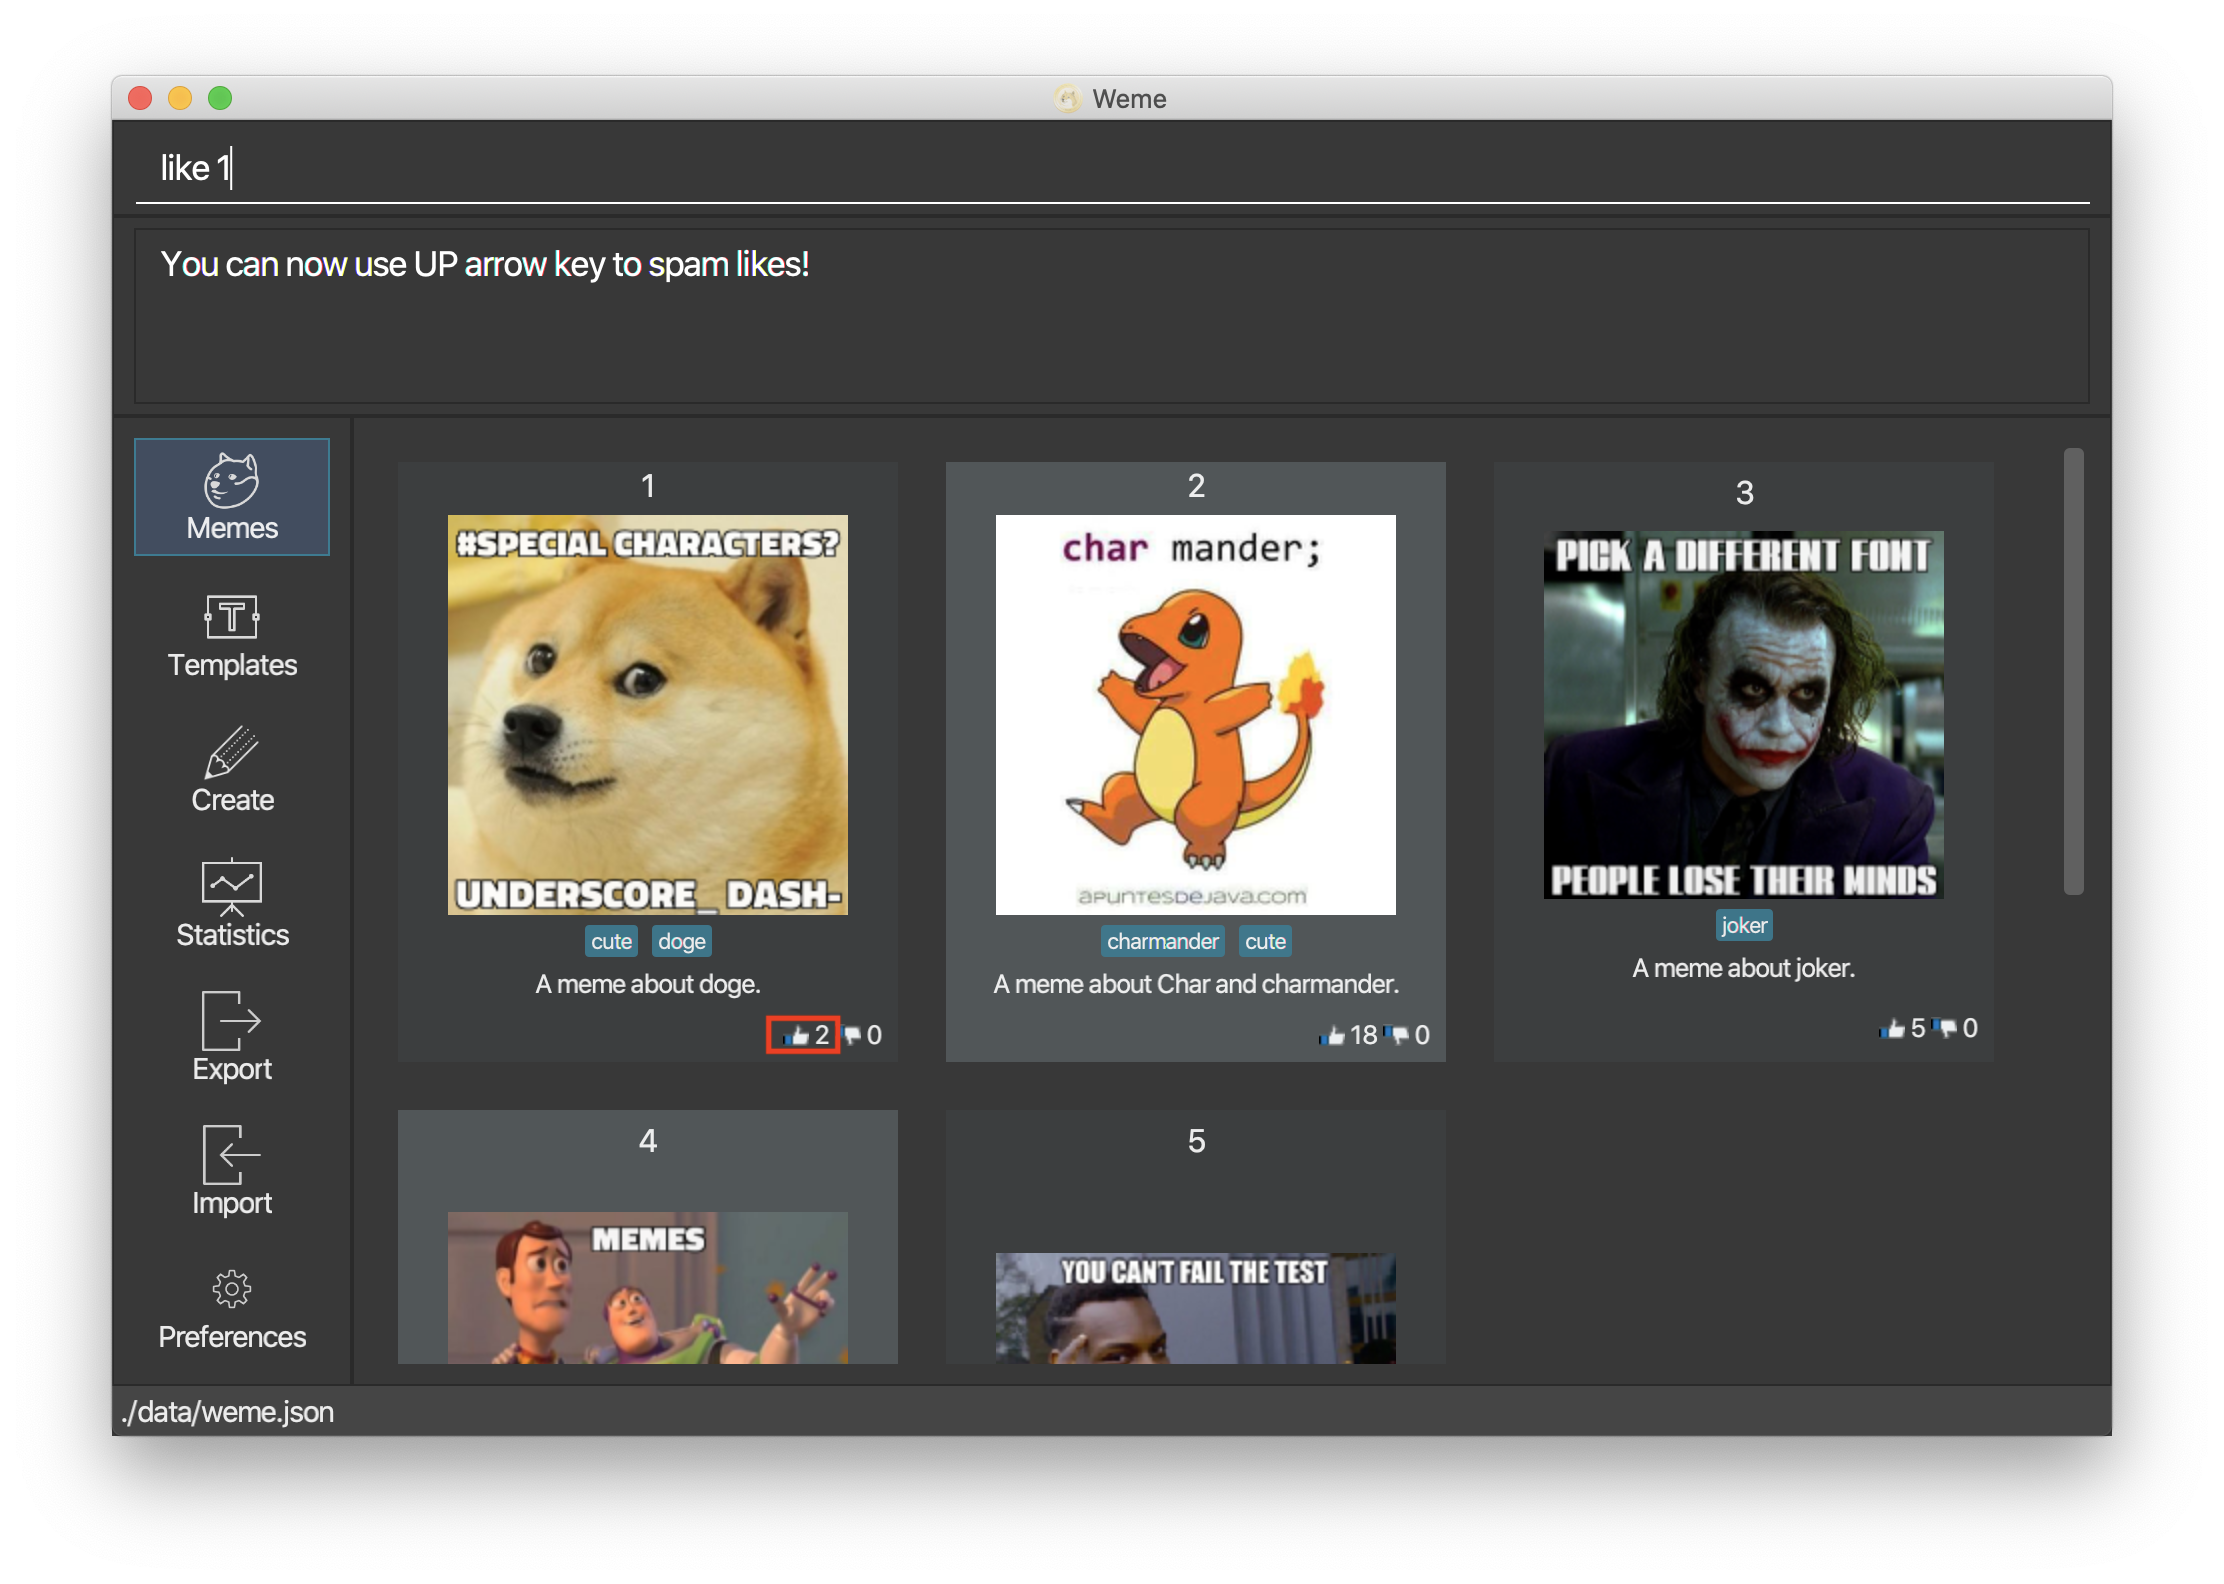 Weme
like 1
You can now use UP arrow key to spam likes!
Memes
Templates
Create
Statistics
Export
Import
Preferences
1
#SPECIAL CHARACTERS?
UNDERSCORE_ DASH-
cute doge
A meme about doge.
2 0
2
char mander;
apuntesdejava.com
charmander cute
A meme about Char and charmander.
18 0
3
PICK A DIFFERENT FONT
PEOPLE LOSE THEIR MINDS
joker
A meme about joker.
5 0
4
MEMES
5
YOU CAN'T FAIL THE TEST
./data/weme.json